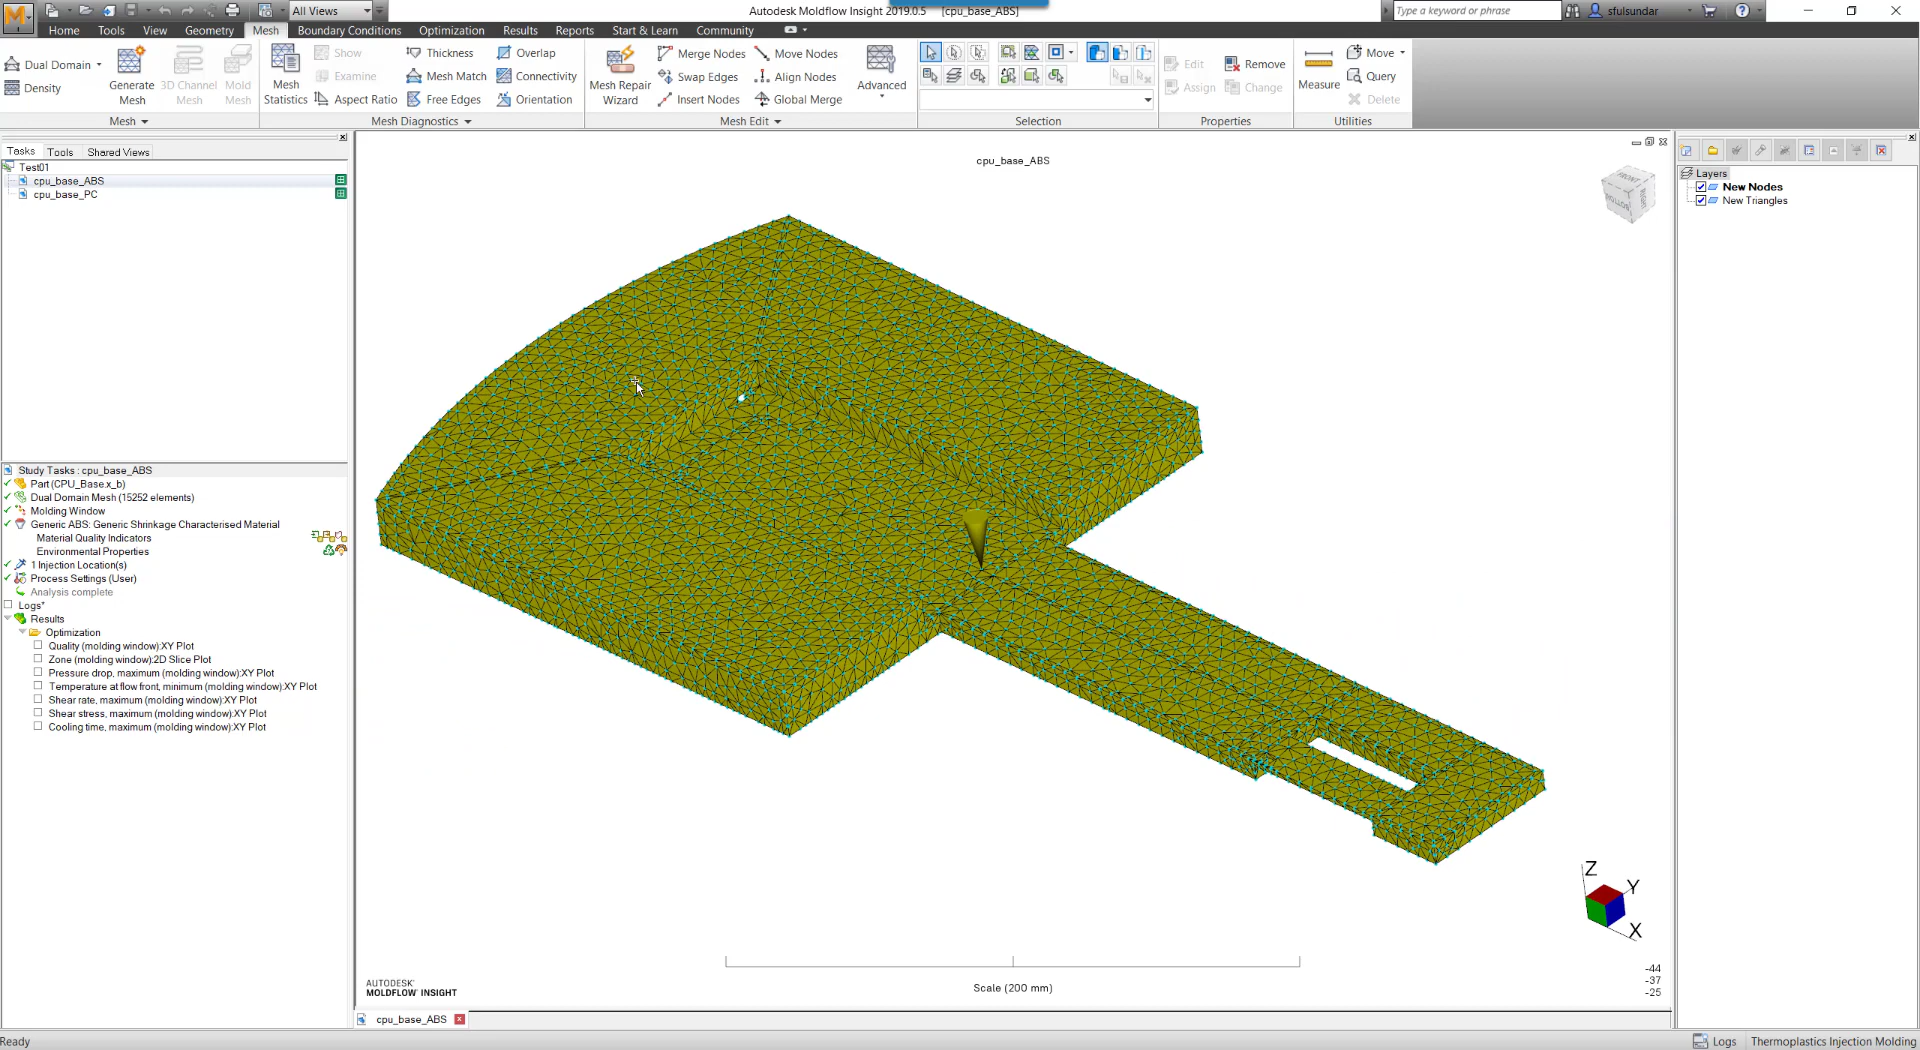 All Views
Autodesk Moldflow Insight 2019.0.5 [cpu_base_ABS]
Type a keyword or phrase
sfulsundar
Home Tools View Geometry Mesh Boundary Conditions Optimization Results Reports Start & Learn Community
Dual Domain
Density
Generate Mesh
3D Channel Mesh
Mold Mesh
Mesh
Mesh Statistics
Show
Examine
Aspect Ratio
Thickness
Mesh Match
Free Edges
Overlap
Connectivity
Orientation
Mesh Diagnostics
Mesh Repair Wizard
Merge Nodes
Swap Edges
Insert Nodes
Move Nodes
Align Nodes
Global Merge
Advanced
Mesh Edit
Selection
Edit
Assign
Remove
Change
Properties
Measure
Move
Query
Delete
Utilities
Tasks Tools Shared Views
Test01
cpu_base_ABS
cpu_base_PC
Study Tasks : cpu_base_ABS
Part (CPU_Base.x_b)
Dual Domain Mesh (15252 elements)
Molding Window
Generic ABS: Generic Shrinkage Characterised Material
Material Quality Indicators
Environmental Properties
1 Injection Location(s)
Process Settings (User)
Analysis complete
Logs*
Results
Optimization
Quality (molding window):XY Plot
Zone (molding window):2D Slice Plot
Pressure drop, maximum (molding window):XY Plot
Temperature at flow front, minimum (molding window):XY Plot
Shear rate, maximum (molding window):XY Plot
Shear stress, maximum (molding window):XY Plot
Cooling time, maximum (molding window):XY Plot
cpu_base_ABS
FRONT
RIGHT
BOTTOM
Z
Y
X
-44
-37
-25
AUTODESK'
MOLDFLOW INSIGHT
Scale (200 mm)
cpu_base_ABS
Layers
New Nodes
New Triangles
Ready
Logs
Thermoplastics Injection Molding